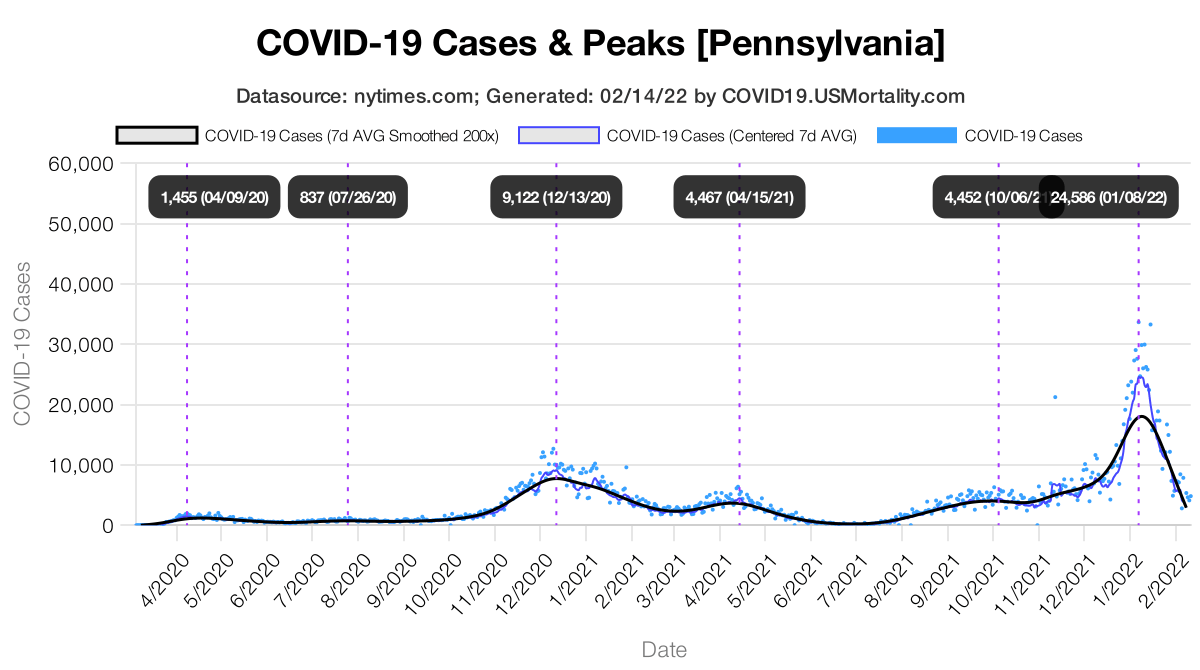 COVID-19 Cases & Peaks [Pennsylvania]
Datasource: nytimes.com; Generated: 02/14/22 by COVID19.USMortality.com
COVID-19 Cases (7d AVG Smoothed 200x) COVID-19 Cases (Centered 7d AVG) COVID-19 Cases
60,000
1,455 (04/09/20) 837 (07/26/20) 9,122 (12/13/20) 4,467 (04/15/21) 4,452 (10/06/21) 24,586 (01/08/22)
50,000
40,000
30,000
20,000
10,000
0
COVID-19 Cases
4/2020 5/2020 6/2020 7/2020 8/2020 9/2020 10/2020 11/2020 12/2020 1/2021 2/2021 3/2021 4/2021 5/2021 6/2021 7/2021 8/2021 9/2021 10/2021 11/2021 12/2021 1/2022 2/2022
Date